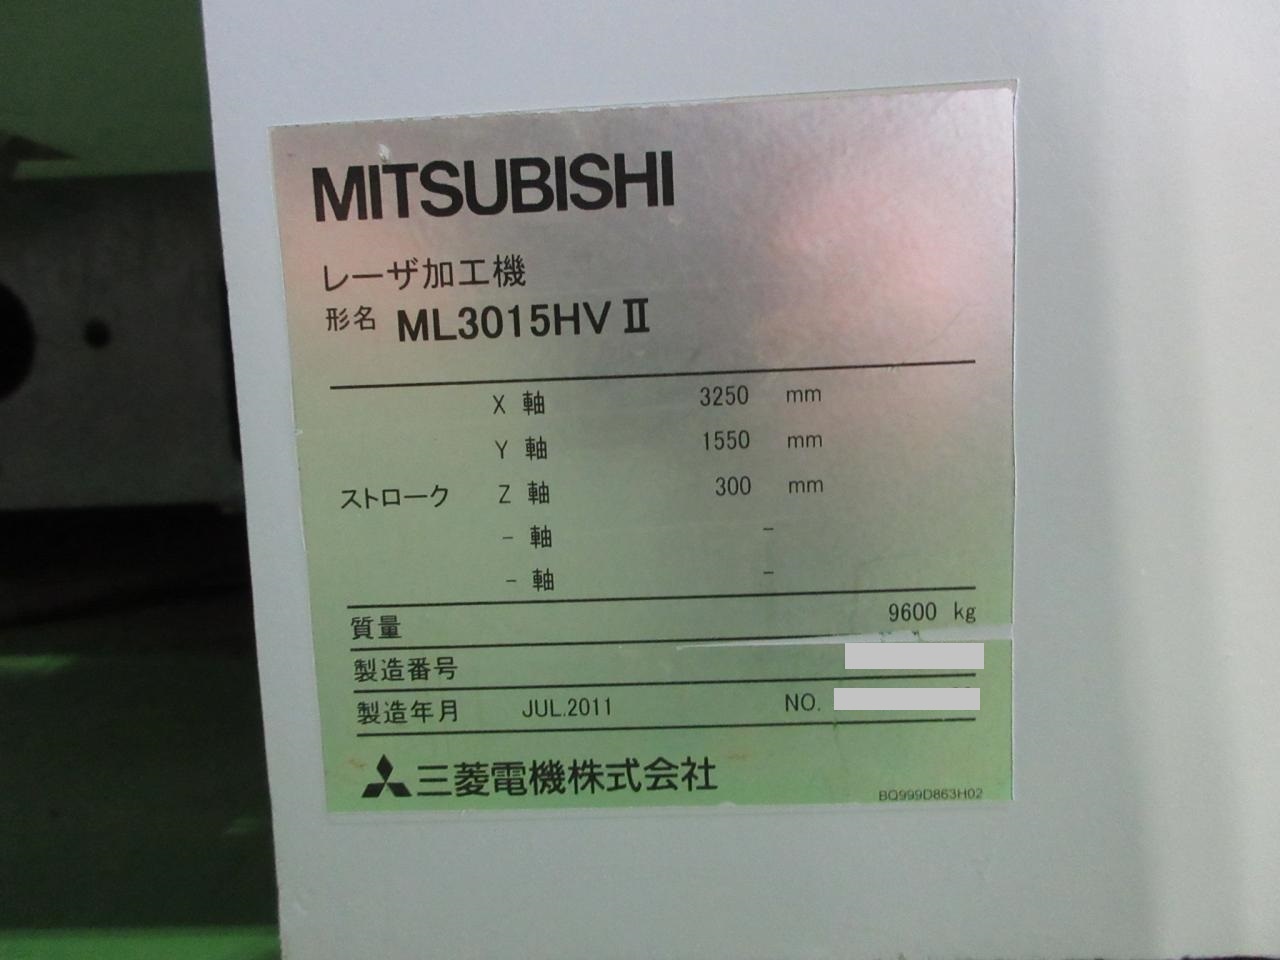 MITSUBISHI
レーザ加工機
形名 ML3015HVⅡ
X 軸 3250 mm
Y 軸 1550 mm
ストローク Z 軸 300 mm
- 軸 -
- 軸 -
質量 9600 kg
製造番号
製造年月 JUL.2011 NO.
三菱電機株式会社
BQ999D863H02